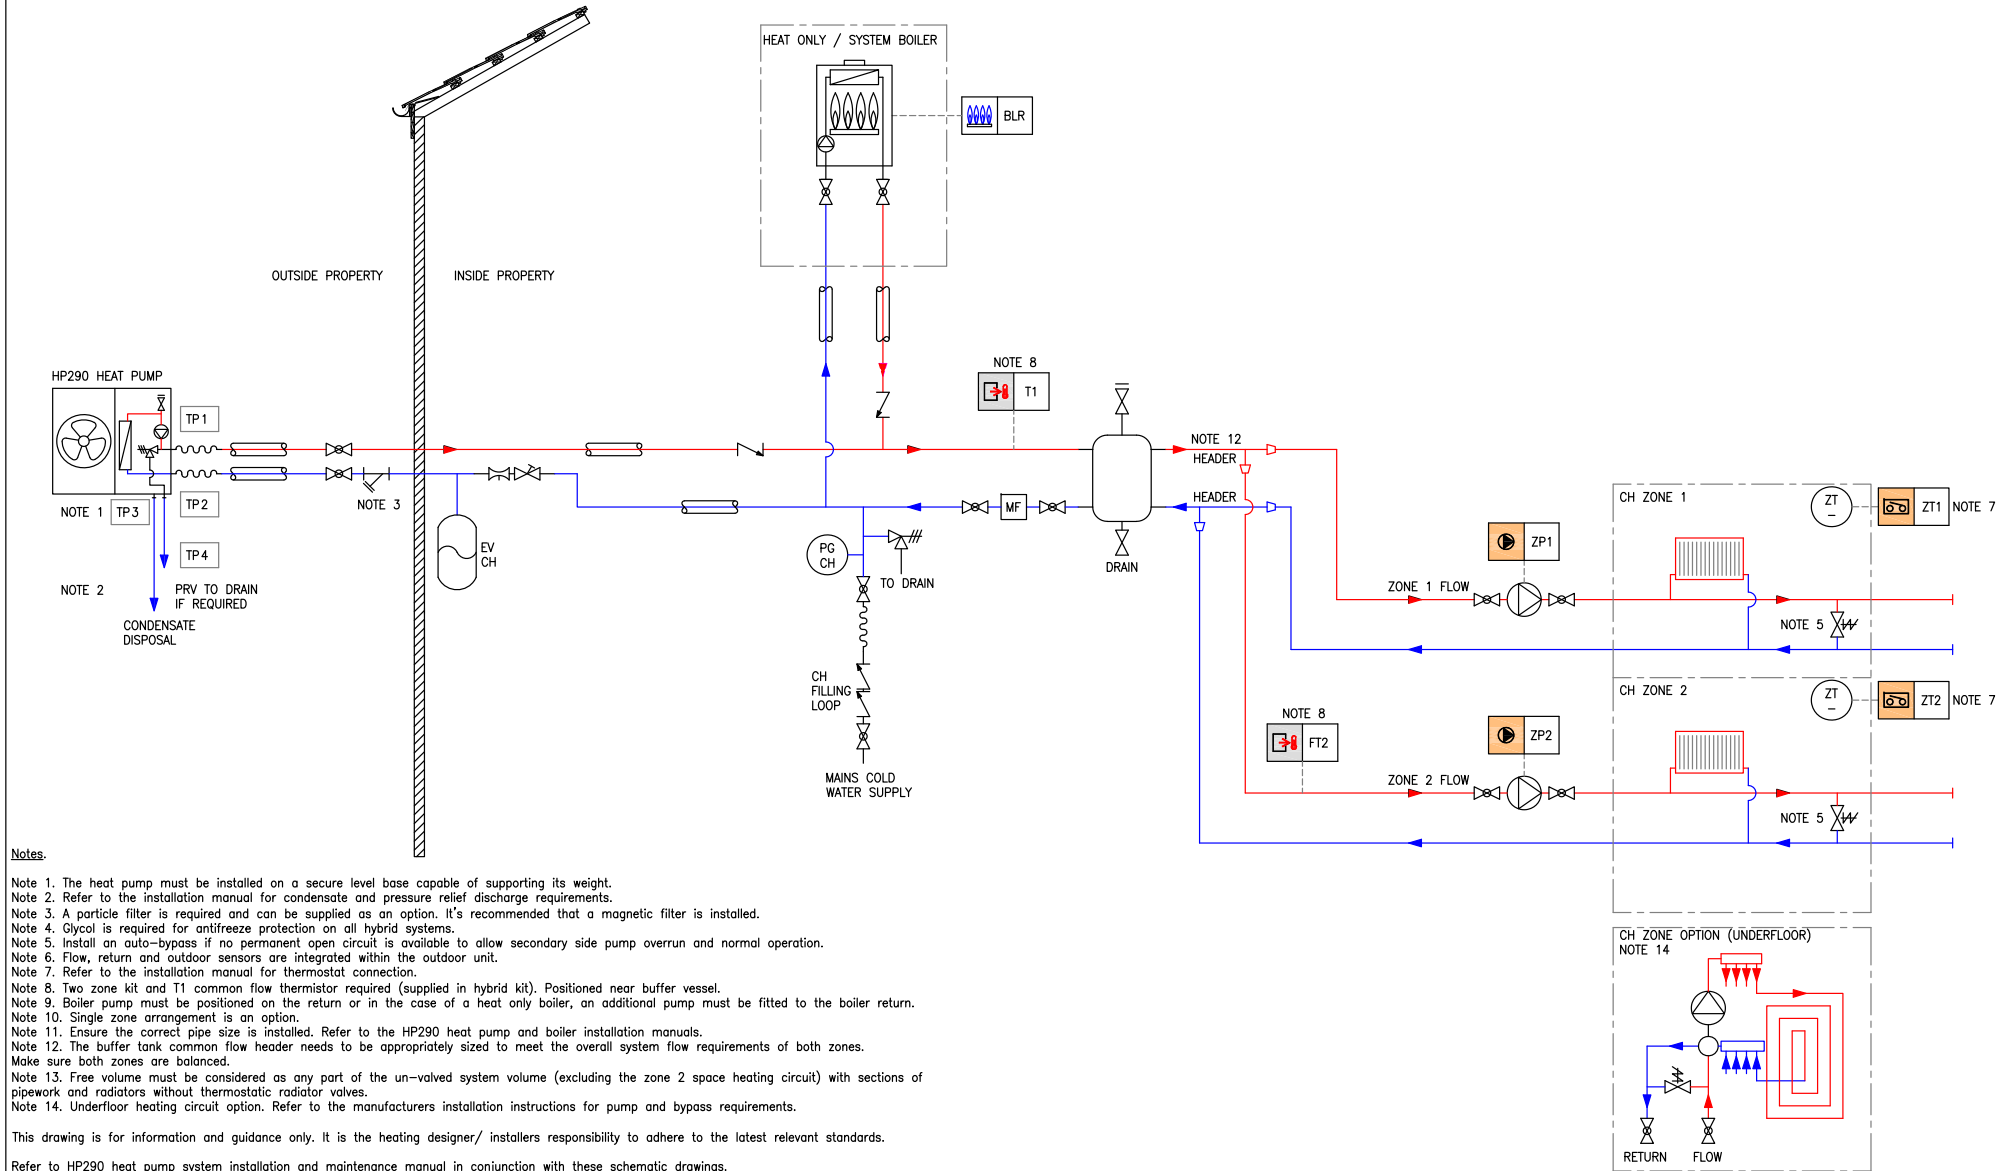 HEAT ONLY / SYSTEM BOILER
BLR
OUTSIDE PROPERTY
INSIDE PROPERTY
NOTE 8
T1
HP290 HEAT PUMP
TP1
TP2
NOTE 1
TP3
TP4
NOTE 2
PRV TO DRAIN
IF REQUIRED
CONDENSATE
DISPOSAL
NOTE 3
EV
CH
PG
CH
TO DRAIN
MF
DRAIN
NOTE 12
HEADER
HEADER
CH
FILLING
LOOP
MAINS COLD
WATER SUPPLY
CH ZONE 1
ZT
–
ZT1
NOTE 7
ZP1
ZONE 1 FLOW
NOTE 5
CH ZONE 2
ZT
–
ZT2
NOTE 7
NOTE 8
FT2
ZP2
ZONE 2 FLOW
NOTE 5
CH ZONE OPTION (UNDERFLOOR)
NOTE 14
RETURN
FLOW
Notes.
Note 1. The heat pump must be installed on a secure level base capable of supporting its weight.
Note 2. Refer to the installation manual for condensate and pressure relief discharge requirements.
Note 3. A particle filter is required and can be supplied as an option. It's recommended that a magnetic filter is installed.
Note 4. Glycol is required for antifreeze protection on all hybrid systems.
Note 5. Install an auto–bypass if no permanent open circuit is available to allow secondary side pump overrun and normal operation.
Note 6. Flow, return and outdoor sensors are integrated within the outdoor unit.
Note 7. Refer to the installation manual for thermostat connection.
Note 8. Two zone kit and T1 common flow thermistor required (supplied in hybrid kit). Positioned near buffer vessel.
Note 9. Boiler pump must be positioned on the return or in the case of a heat only boiler, an additional pump must be fitted to the boiler return.
Note 10. Single zone arrangement is an option.
Note 11. Ensure the correct pipe size is installed. Refer to the HP290 heat pump and boiler installation manuals.
Note 12. The buffer tank common flow header needs to be appropriately sized to meet the overall system flow requirements of both zones.
Make sure both zones are balanced.
Note 13. Free volume must be considered as any part of the un–valved system volume (excluding the zone 2 space heating circuit) with sections of
pipework and radiators without thermostatic radiator valves.
Note 14. Underfloor heating circuit option. Refer to the manufacturers installation instructions for pump and bypass requirements.
This drawing is for information and guidance only. It is the heating designer/ installers responsibility to adhere to the latest relevant standards.
Refer to HP290 heat pump system installation and maintenance manual in conjunction with these schematic drawings.